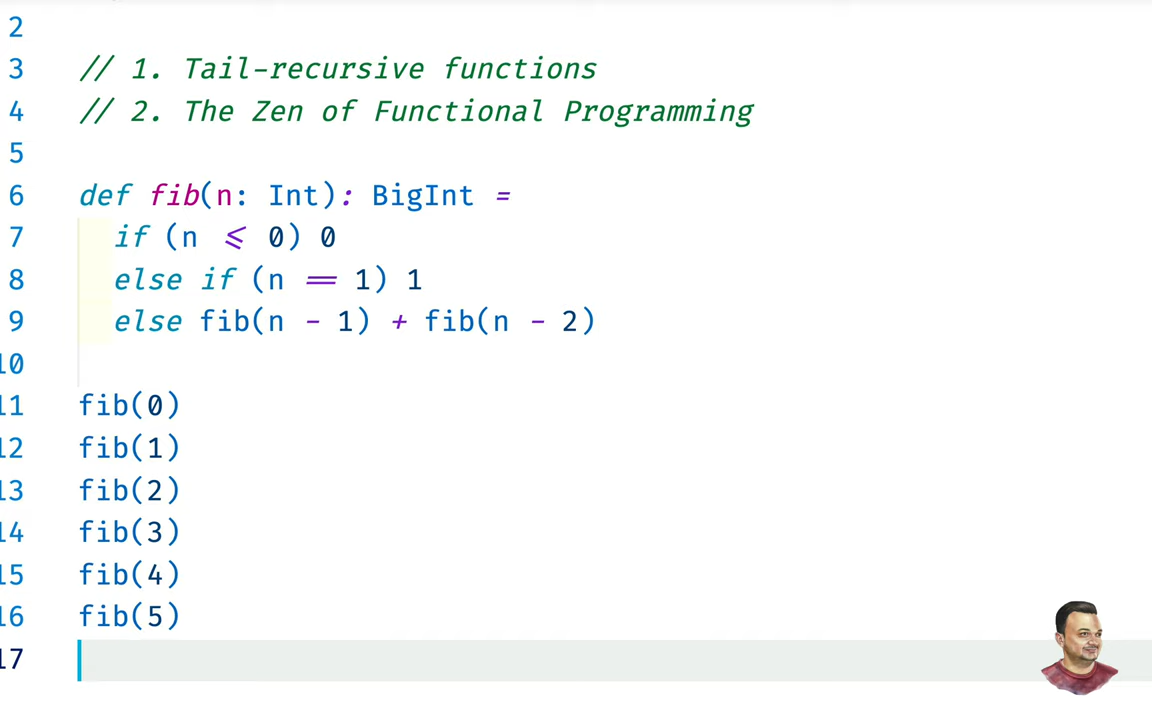 2
3 // 1. Tail-recursive functions
4 // 2. The Zen of Functional Programming
5
6 def fib(n: Int): BigInt =
7 if (n <= 0) 0
8 else if (n == 1) 1
9 else fib(n - 1) + fib(n - 2)
10
11 fib(0)
12 fib(1)
13 fib(2)
14 fib(3)
15 fib(4)
16 fib(5)
17